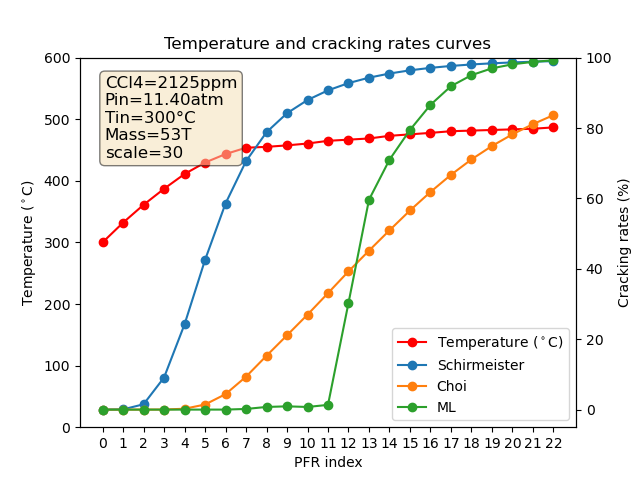 Temperature and cracking rates curves
CCl4=2125ppm
Pin=11.40atm
Tin=300°C
Mass=53T
scale=30
600
500
400
300
200
100
0
Temperature (°C)
100
80
60
40
20
0
Cracking rates (%)
Temperature (°C)
Schirmeister
Choi
ML
0 1 2 3 4 5 6 7 8 9 10 11 12 13 14 15 16 17 18 19 20 21 22
PFR index